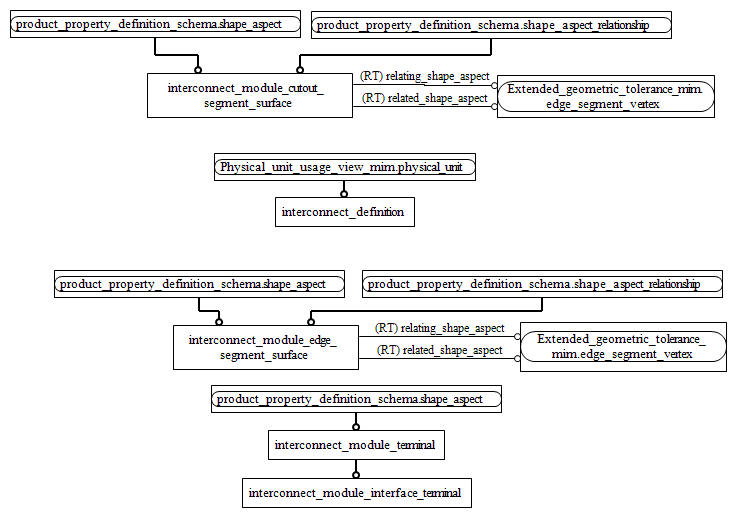 product_property_definition_schema.shape_aspect
product_property_definition_schema.shape_aspect_relationship
interconnect_module_cutout_
segment_surface
(RT) relating_shape_aspect
(RT) related_shape_aspect
Extended_geometric_tolerance_mim.
edge_segment_vertex
Physical_unit_usage_view_mim.physical_unit
interconnect_definition
product_property_definition_schema.shape_aspect
product_property_definition_schema.shape_aspect_relationship
interconnect_module_edge_
segment_surface
(RT) relating_shape_aspect
(RT) related_shape_aspect
Extended_geometric_tolerance_
mim.edge_segment_vertex
product_property_definition_schema.shape_aspect
interconnect_module_terminal
interconnect_module_interface_terminal